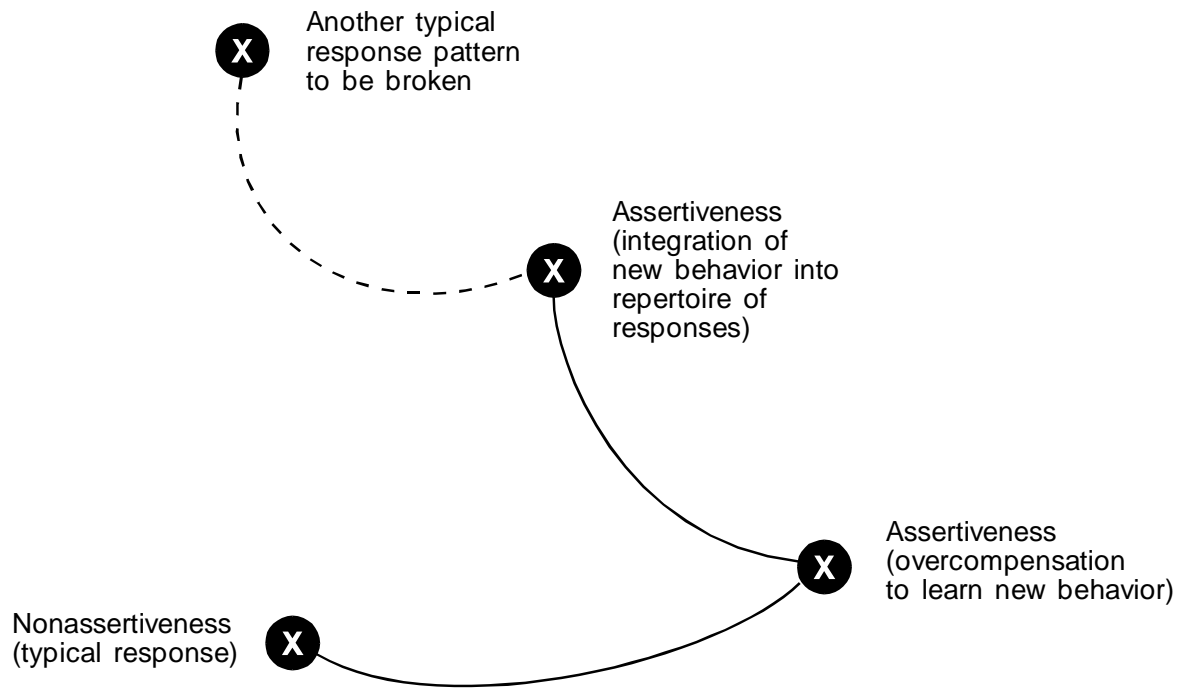 Another typical
response pattern
to be broken
X
Assertiveness
(integration of
new behavior into
repertoire of
responses)
X
Assertiveness
(overcompensation
to learn new behavior)
X
Nonassertiveness
(typical response)
X